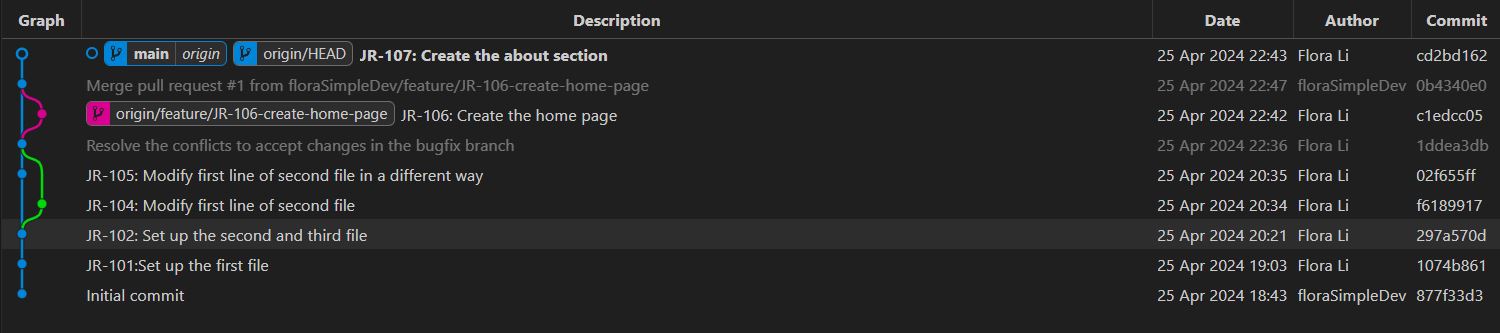 Graph Description Date Author Commit
main origin origin/HEAD JR-107: Create the about section 25 Apr 2024 22:43 Flora Li cd2bd162
Merge pull request #1 from floraSimpleDev/feature/JR-106-create-home-page 25 Apr 2024 22:47 floraSimpleDev 0b4340e0
origin/feature/JR-106-create-home-page JR-106: Create the home page 25 Apr 2024 22:42 Flora Li c1edcc05
Resolve the conflicts to accept changes in the bugfix branch 25 Apr 2024 22:36 Flora Li 1ddea3db
JR-105: Modify first line of second file in a different way 25 Apr 2024 20:35 Flora Li 02f655ff
JR-104: Modify first line of second file 25 Apr 2024 20:34 Flora Li f6189917
JR-102: Set up the second and third file 25 Apr 2024 20:21 Flora Li 297a570d
JR-101:Set up the first file 25 Apr 2024 19:03 Flora Li 1074b861
Initial commit 25 Apr 2024 18:43 floraSimpleDev 877f33d3